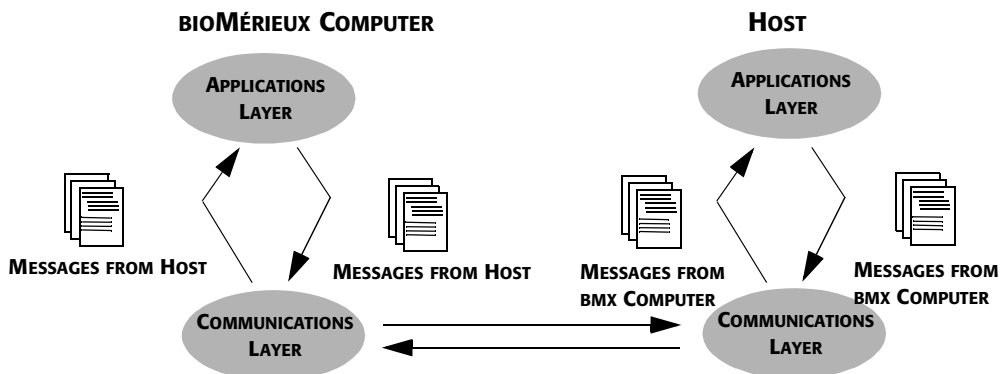 BIOMÉRIEUX COMPUTER
HOST
APPLICATIONS
LAYER
APPLICATIONS
LAYER
MESSAGES FROM HOST
MESSAGES FROM HOST
MESSAGES FROM
BMX COMPUTER
MESSAGES FROM
BMX COMPUTER
COMMUNICATIONS
LAYER
COMMUNICATIONS
LAYER